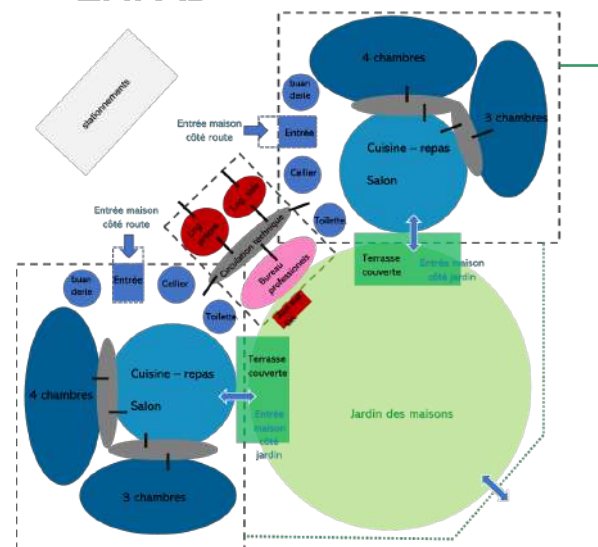 4 chambres
stationnements
buan
derie
3 chambres
Entrée maison
côté route
Entrée
Cuisine – repas
Salon
Cellier
Toilette
Circulation technique
Entrée maison
côté route
Bureau
professionels
Terrasse
couverte
Entrée maison
côté jardin
buan
derie
Entrée
Cellier
Toilette
Cuisine – repas
Salon
4 chambres
Terrasse
couverte
Entrée
maison
côté
jardin
Jardin des maisons
3 chambres